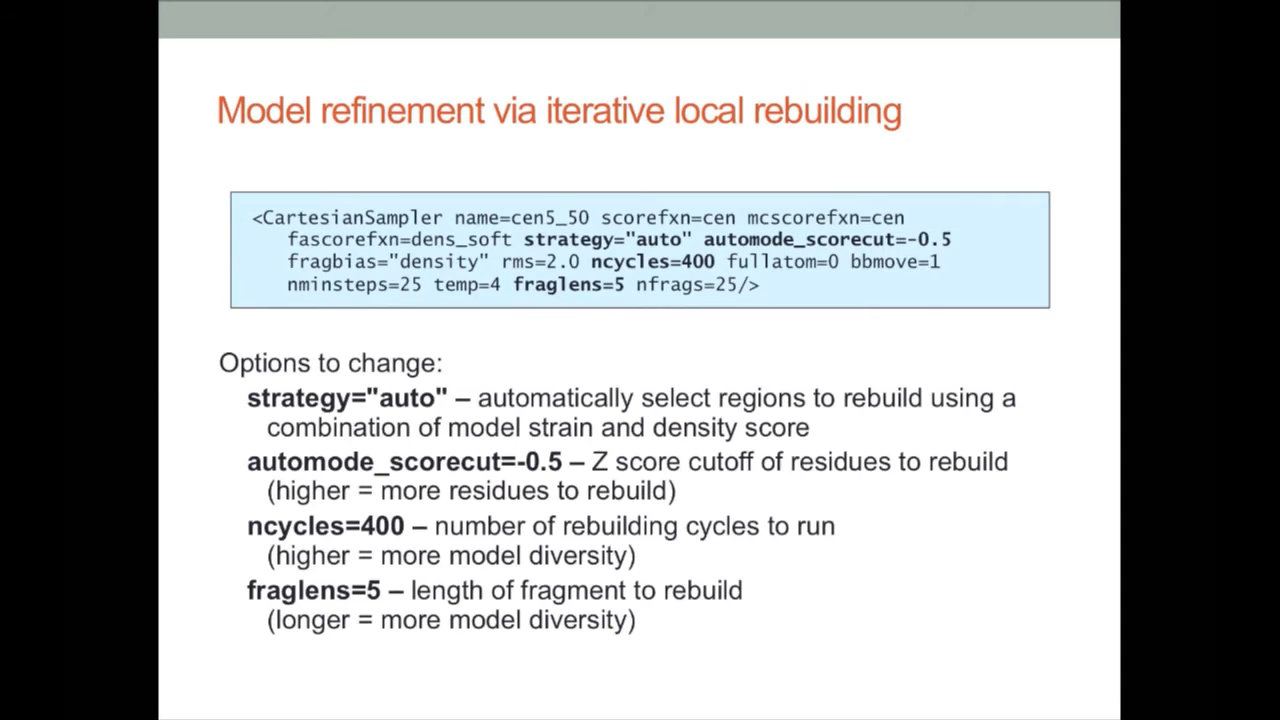 Model refinement via iterative local rebuilding
<CartesianSampler name=cen5_50 scorefxn=cen mcscorefxn=cen
fascorefxn=dens_soft strategy="auto" automode_scorecut=-0.5
fragbias="density" rms=2.0 ncycles=400 fullatom=0 bbmove=1
nminsteps=25 temp=4 fraglens=5 nfrags=25/>
Options to change:
strategy="auto" – automatically select regions to rebuild using a
combination of model strain and density score
automode_scorecut=-0.5 – Z score cutoff of residues to rebuild
(higher = more residues to rebuild)
ncycles=400 – number of rebuilding cycles to run
(higher = more model diversity)
fraglens=5 – length of fragment to rebuild
(longer = more model diversity)